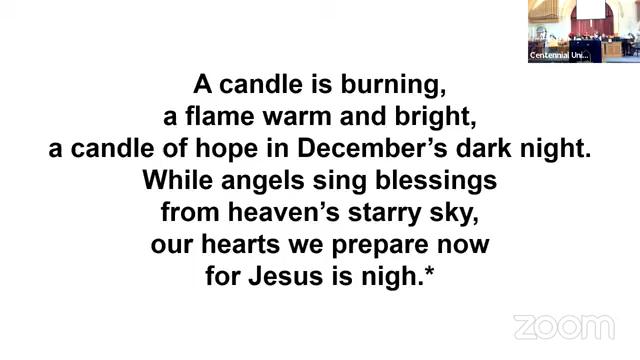 Centennial Uni...
A candle is burning,
a flame warm and bright,
a candle of hope in December’s dark night.
While angels sing blessings
from heaven’s starry sky,
our hearts we prepare now
for Jesus is nigh.*
zoom